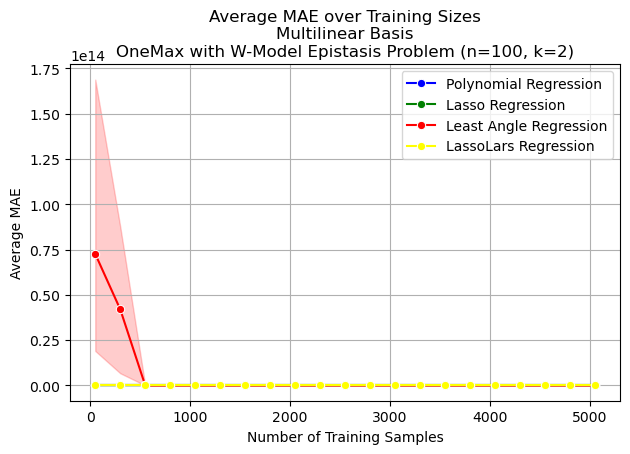 Average MAE over Training Sizes
Multilinear Basis
OneMax with W-Model Epistasis Problem (n=100, k=2)
1e14
1.75
1.50
1.25
1.00
0.75
0.50
0.25
0.00
Average MAE
Polynomial Regression
Lasso Regression
Least Angle Regression
LassoLars Regression
0 1000 2000 3000 4000 5000
Number of Training Samples